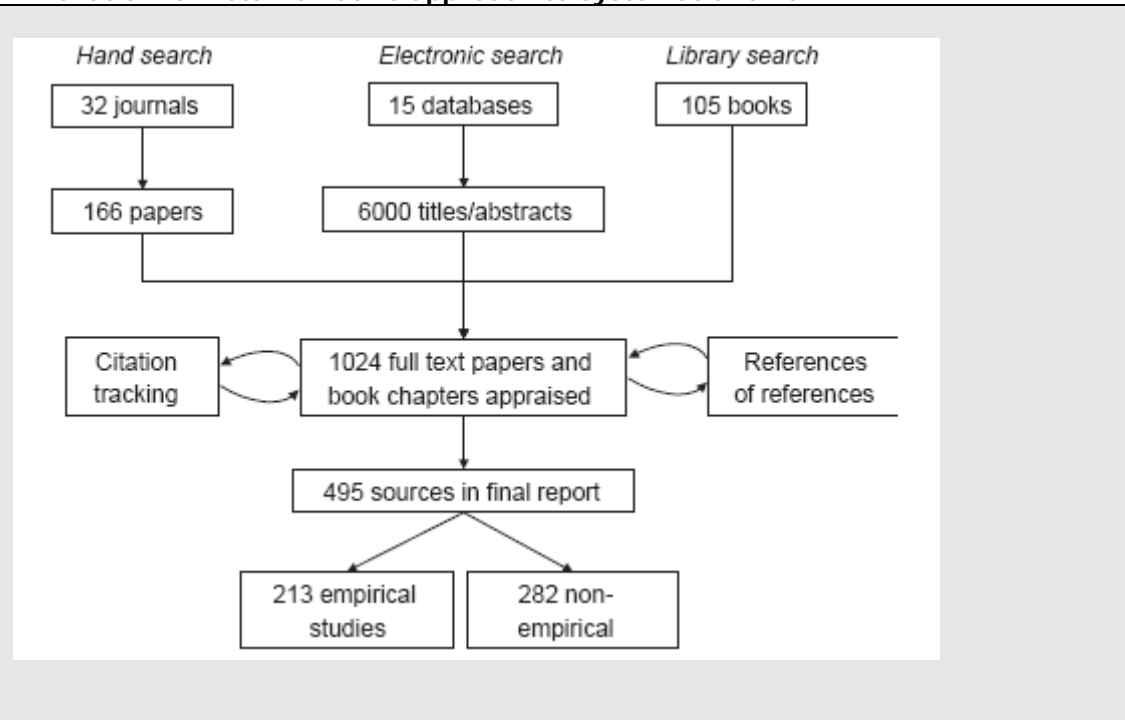 Hand search
Electronic search
Library search
32 journals
15 databases
105 books
166 papers
6000 titles/abstracts
Citation
tracking
1024 full text papers and
book chapters appraised
References
of references
495 sources in final report
213 empirical
studies
282 non-
empirical